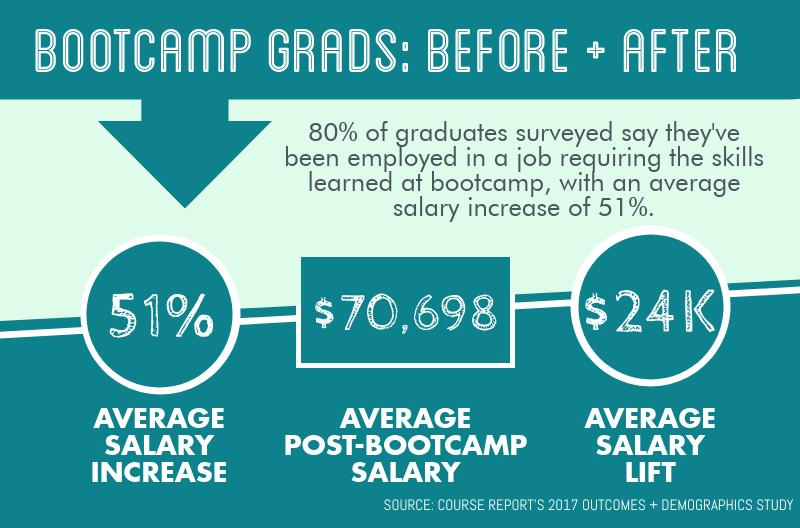 BOOTCAMP GRADS: BEFORE + AFTER
80% of graduates surveyed say they've
been employed in a job requiring the skills
learned at bootcamp, with an average
salary increase of 51%.
51%
AVERAGE
SALARY
INCREASE
$70,698
AVERAGE
POST-BOOTCAMP
SALARY
$24K
AVERAGE
SALARY
LIFT
SOURCE: COURSE REPORT'S 2017 OUTCOMES + DEMOGRAPHICS STUDY